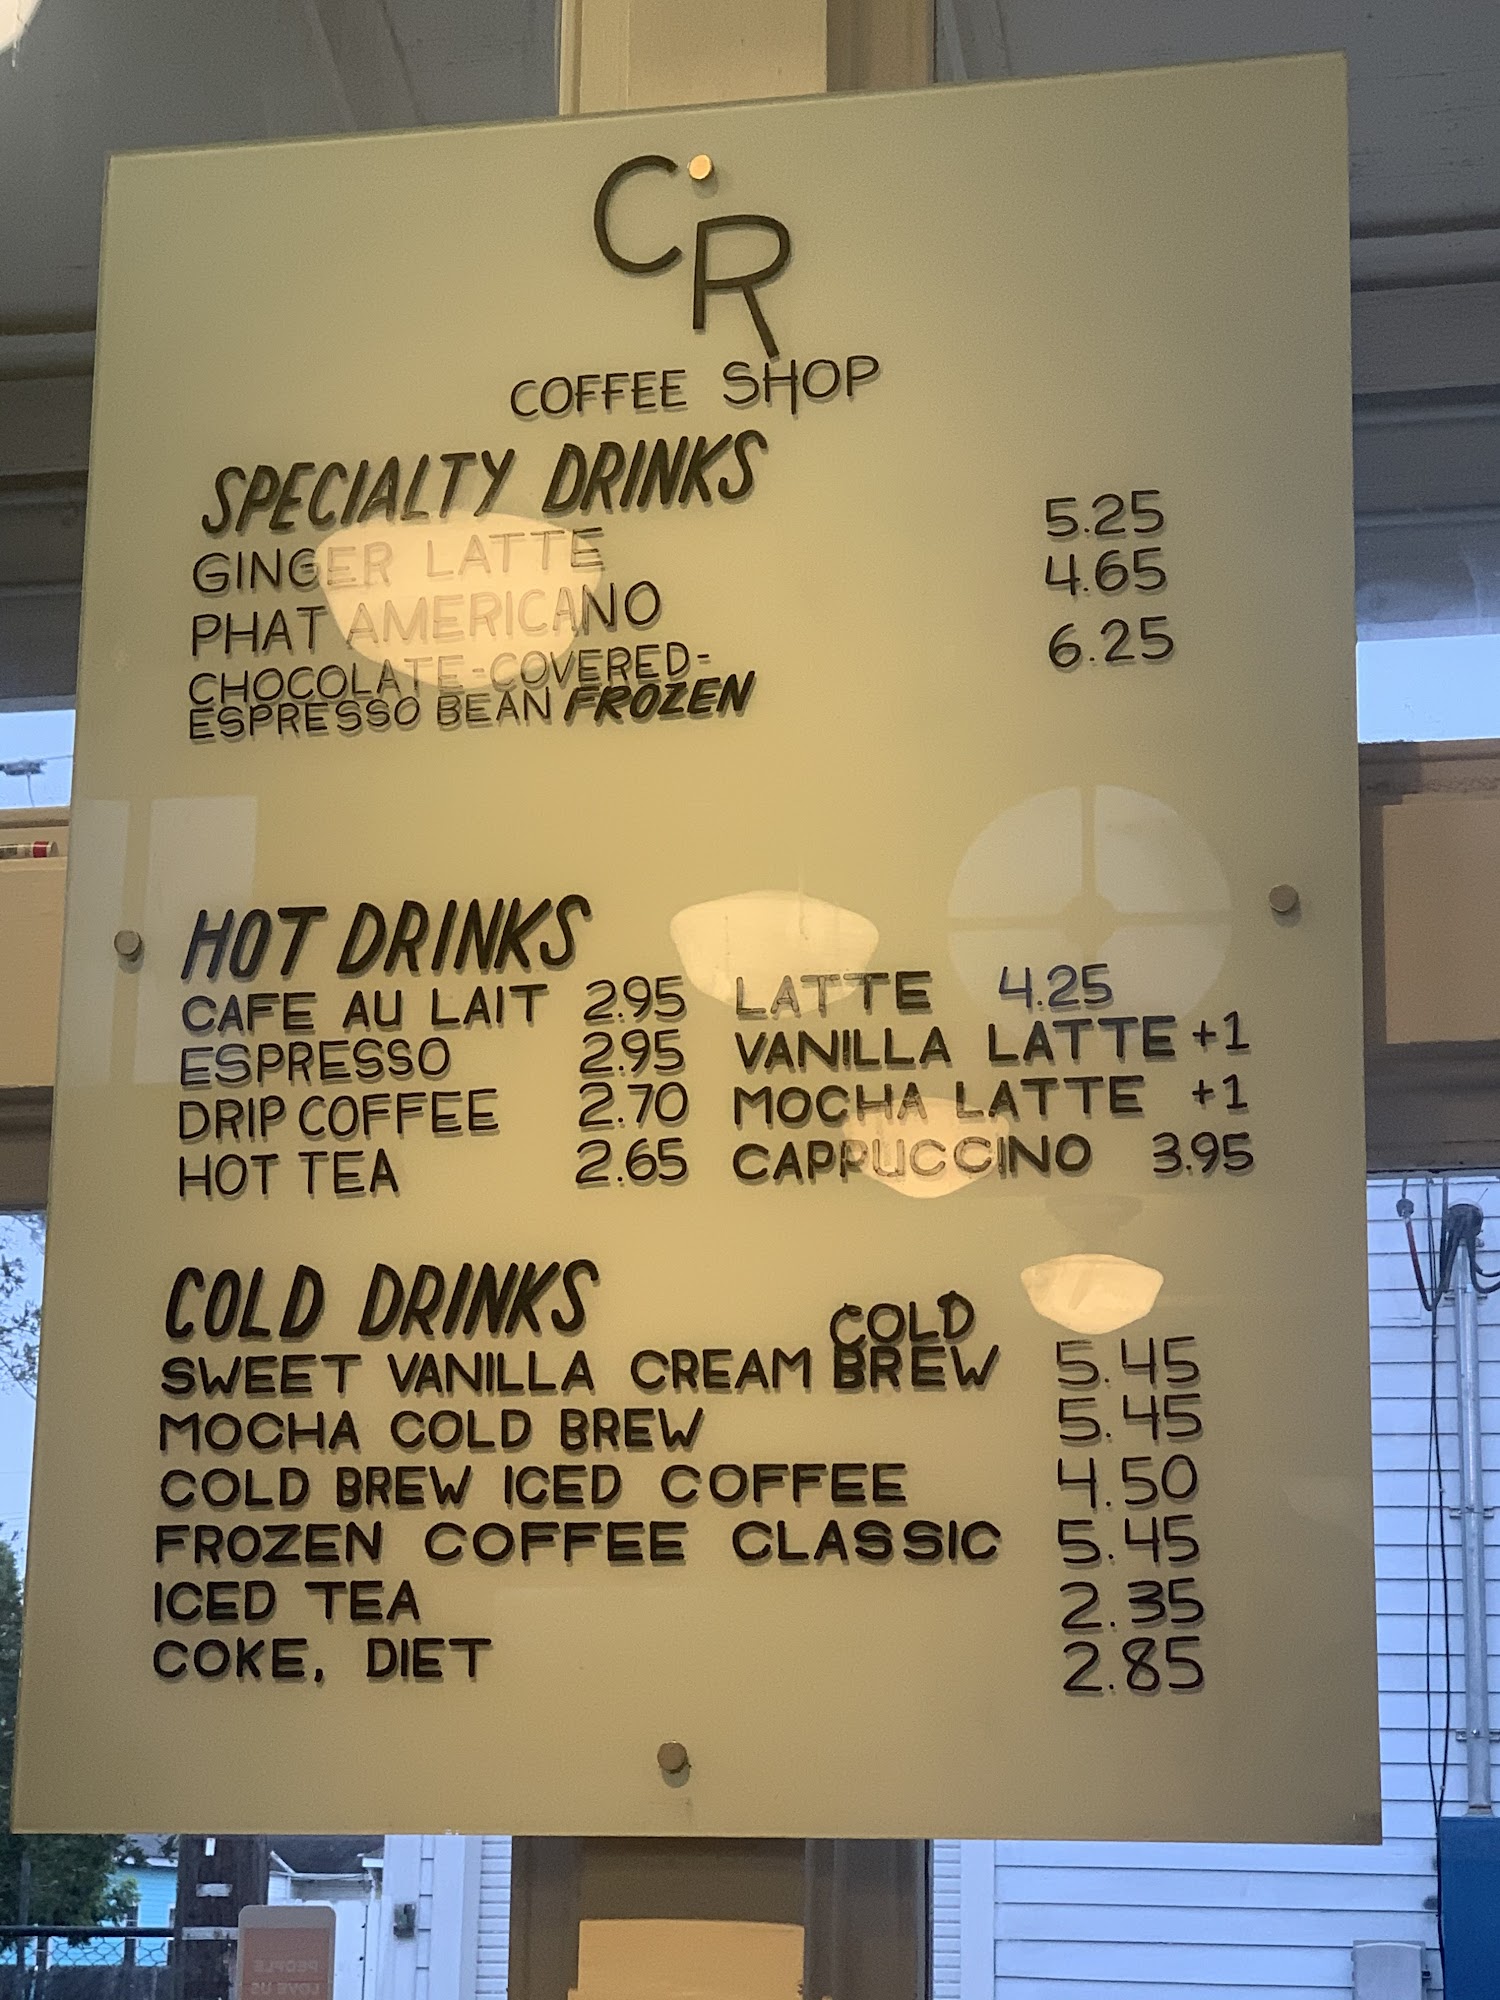 CR
COFFEE SHOP
SPECIALTY DRINKS
GINGER LATTE 5.25
PHAT AMERICANO 4.65
CHOCOLATE-COVERED- 6.25
ESPRESSO BEAN FROZEN
HOT DRINKS
CAFE AU LAIT 2.95 LATTE 4.25
ESPRESSO 2.95 VANILLA LATTE +1
DRIP COFFEE 2.70 MOCHA LATTE +1
HOT TEA 2.65 CAPPUCCINO 3.95
COLD DRINKS
COLD
SWEET VANILLA CREAM BREW 5.45
MOCHA COLD BREW 5.45
COLD BREW ICED COFFEE 4.50
FROZEN COFFEE CLASSIC 5.45
ICED TEA 2.35
COKE, DIET 2.85
PEOPLE
LOVE US